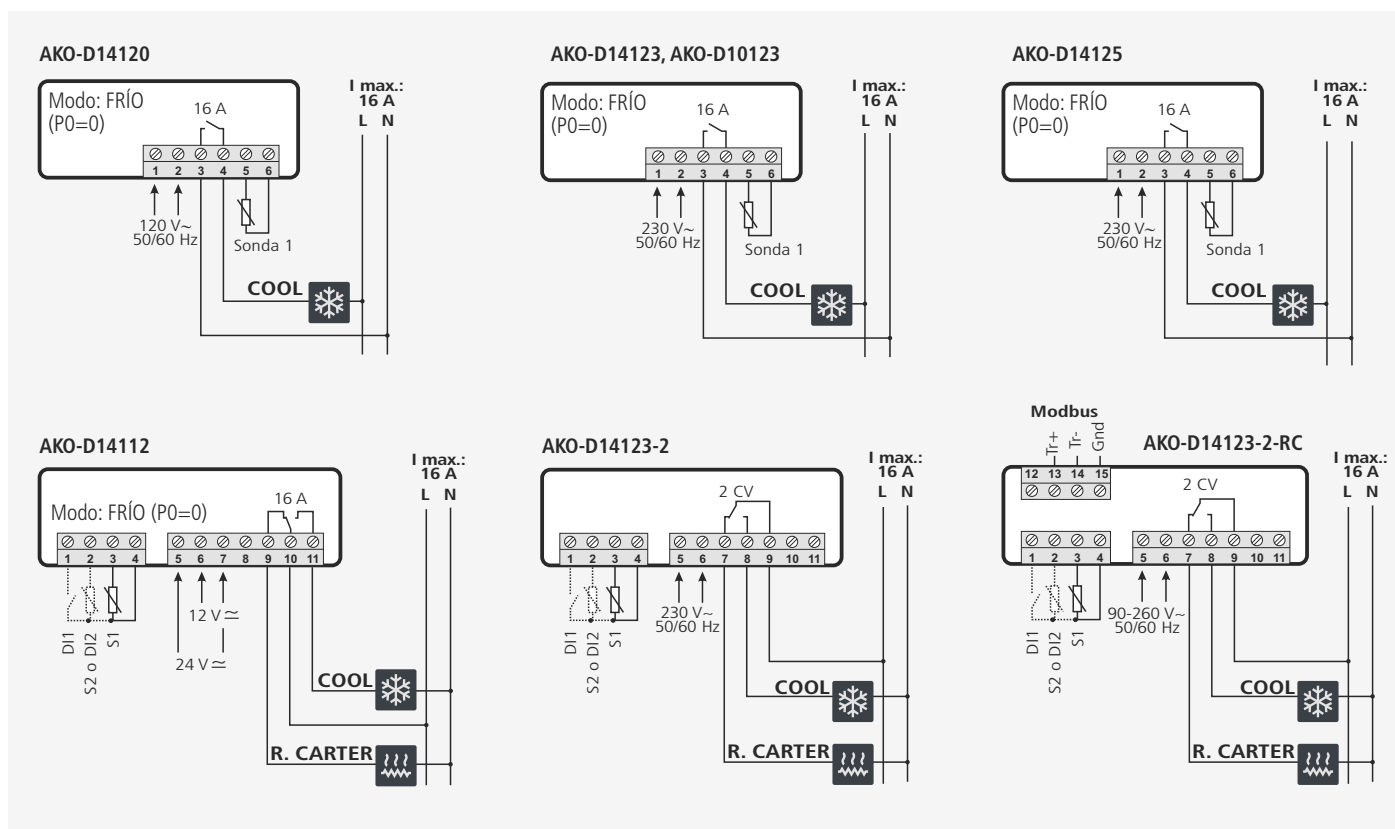 AKO-D14120
Modo: FRÍO
(P0=0)
16 A
1 2 3 4 5 6
120 V~
50/60 Hz
Sonda 1
COOL
I max.:
16 A
L N
AKO-D14123, AKO-D10123
Modo: FRÍO
(P0=0)
16 A
1 2 3 4 5 6
230 V~
50/60 Hz
Sonda 1
COOL
I max.:
16 A
L N
AKO-D14125
Modo: FRÍO
(P0=0)
16 A
1 2 3 4 5 6
230 V~
50/60 Hz
Sonda 1
COOL
I max.:
16 A
L N
AKO-D14112
Modo: FRÍO (P0=0)
16 A
1 2 3 4 5 6 7 8 9 10 11
DI1
S2 o DI2
S1
12 V≂
24 V≂
COOL
R. CARTER
I max.:
16 A
L N
AKO-D14123-2
2 CV
1 2 3 4 5 6 7 8 9 10 11
DI1
S2 o DI2
S1
230 V~
50/60 Hz
COOL
R. CARTER
I max.:
16 A
L N
Modbus
Tr+
Tr-
Gnd
AKO-D14123-2-RC
12 13 14 15
2 CV
1 2 3 4 5 6 7 8 9 10 11
DI1
S2 o DI2
S1
90-260 V~
50/60 Hz
COOL
R. CARTER
I max.:
16 A
L N